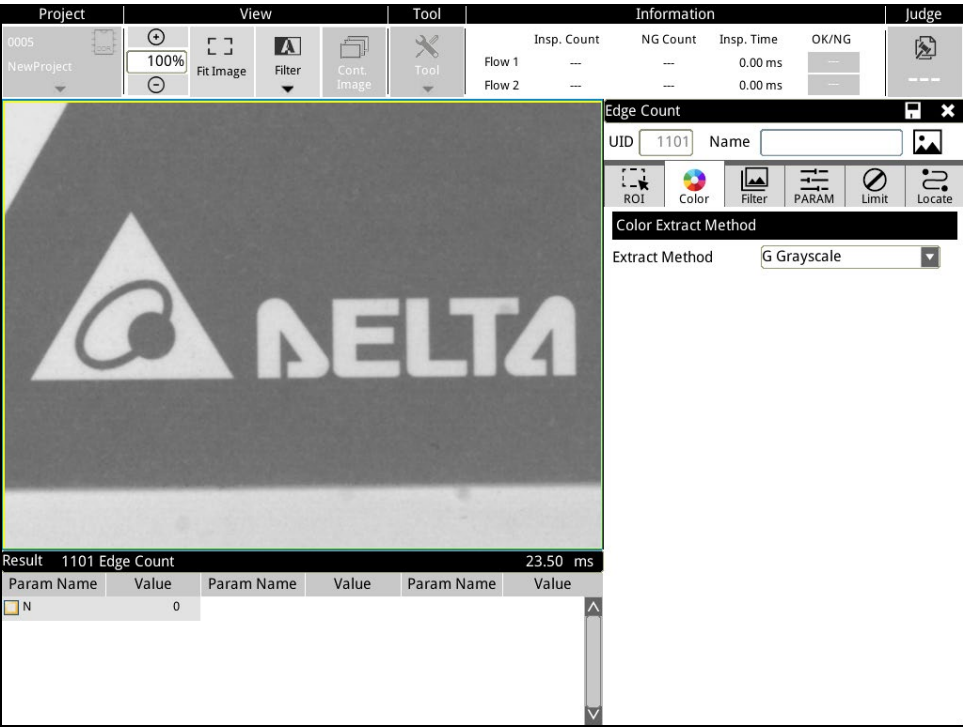 Project View Tool Information Judge
0005
NewProject
100%
Fit Image
Filter
Cont. Image
Tool
Insp. Count NG Count Insp. Time OK/NG
Flow 1 --- --- 0.00 ms ---
Flow 2 --- --- 0.00 ms ---
---
Edge Count
UID 1101 Name
ROI Color Filter PARAM Limit Locate
Color Extract Method
Extract Method G Grayscale
DELTA
Result 1101 Edge Count 23.50 ms
Param Name Value Param Name Value Param Name Value
N 0